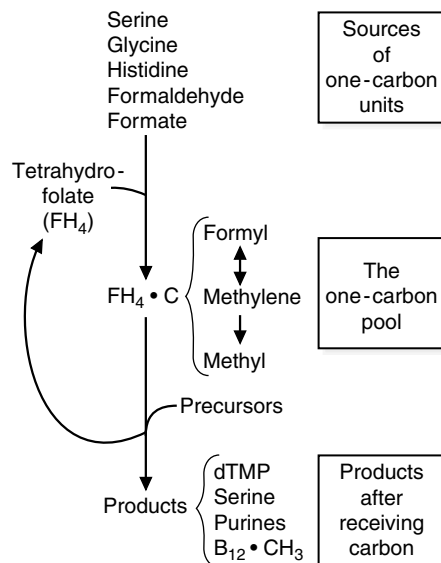 Serine
Glycine
Histidine
Formaldehyde
Formate
Sources
of
one-carbon
units
Tetrahydro-
folate
(FH₄)
FH₄ • C
Formyl
Methylene
Methyl
The
one-carbon
pool
Precursors
Products
dTMP
Serine
Purines
B₁₂ • CH₃
Products
after
receiving
carbon